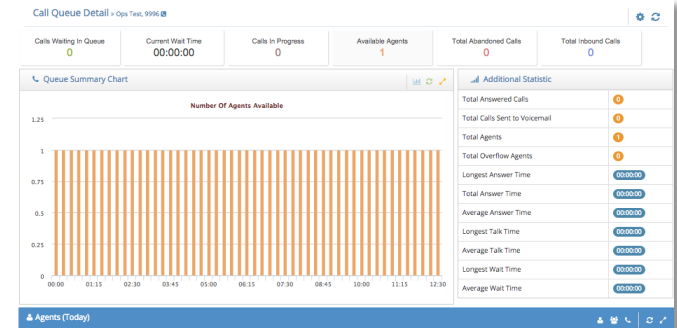 Call Queue Detail » Ops Test, 9996
Calls Waiting In Queue
0
Current Wait Time
00:00:00
Calls In Progress
0
Available Agents
1
Total Abandoned Calls
0
Total Inbound Calls
0
Queue Summary Chart
Number Of Agents Available
1.25
1
0.75
0.5
0.25
0
00:00 01:15 02:30 03:45 05:00 06:15 07:30 08:45 10:00 11:15 12:30
Additional Statistic
Total Answered Calls 0
Total Calls Sent to Voicemail 0
Total Agents 1
Total Overflow Agents 0
Longest Answer Time 00:00:00
Total Answer Time 00:00:00
Average Answer Time 00:00:00
Longest Talk Time 00:00:00
Average Talk Time 00:00:00
Longest Wait Time 00:00:00
Average Wait Time 00:00:00
Agents (Today)